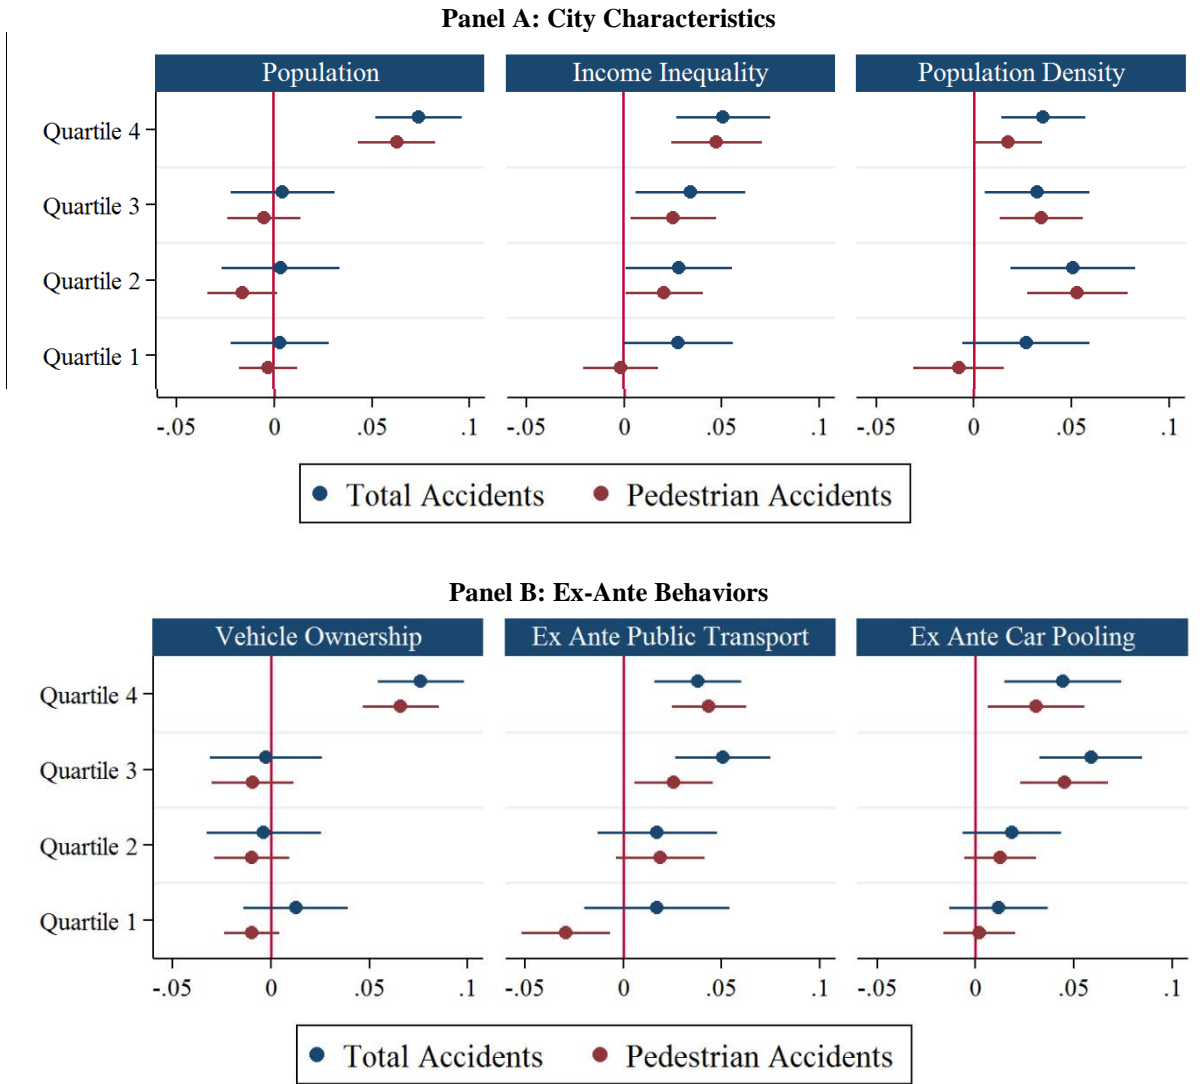 Panel A: City Characteristics
Population Income Inequality Population Density
Quartile 4
Quartile 3
Quartile 2
Quartile 1
-.05 0 .05 .1 -.05 0 .05 .1 -.05 0 .05 .1
Total Accidents Pedestrian Accidents
Panel B: Ex-Ante Behaviors
Vehicle Ownership Ex Ante Public Transport Ex Ante Car Pooling
Quartile 4
Quartile 3
Quartile 2
Quartile 1
-.05 0 .05 .1 -.05 0 .05 .1 -.05 0 .05 .1
Total Accidents Pedestrian Accidents